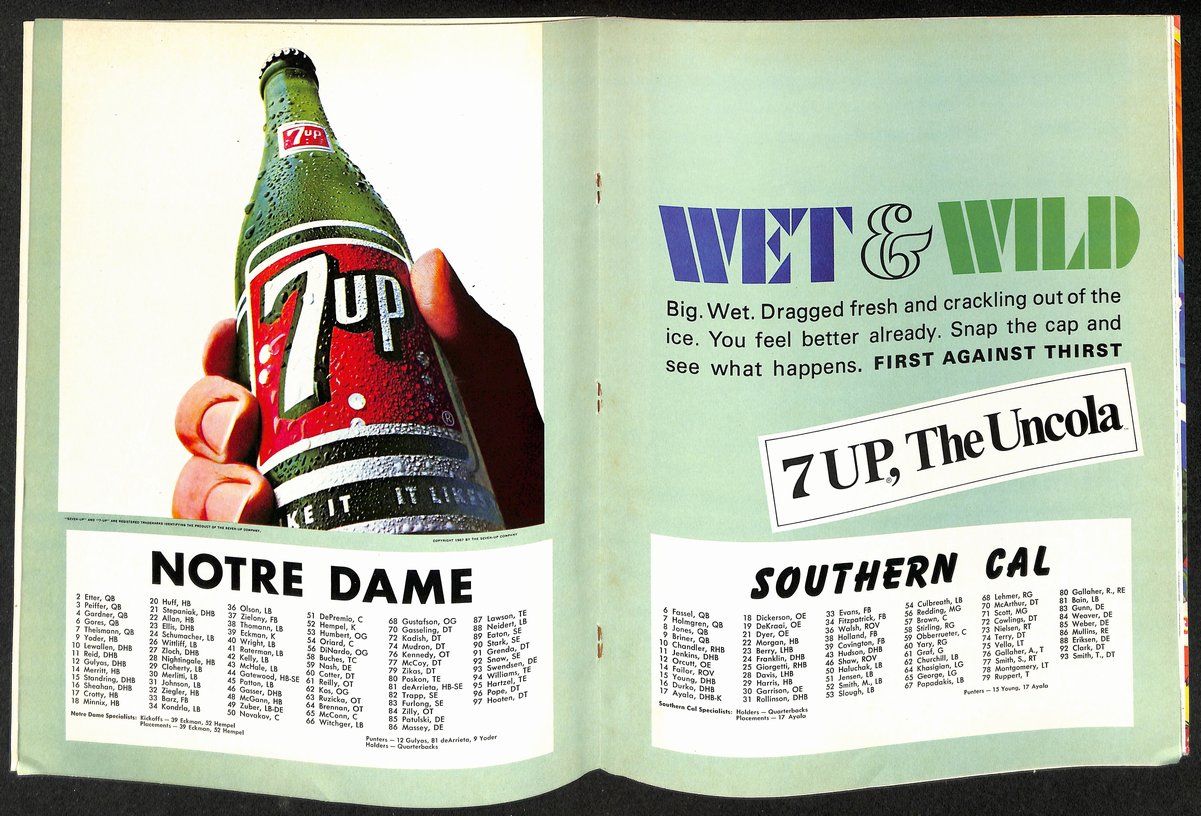 7up
7up
®
KE IT IT LIKES
"SEVEN-UP" AND "7-UP" ARE REGISTERED TRADEMARKS IDENTIFYING THE PRODUCT OF THE SEVEN-UP COMPANY.
COPYRIGHT 1967 BY THE SEVEN-UP COMPANY
NOTRE DAME
2 Etter, QB
3 Peiffer, QB
4 Gardner, QB
6 Gores, QB
7 Theismann, QB
9 Yoder, HB
10 Lewallen, DHB
11 Reid, DHB
12 Gulyas, DHB
14 Merritt, HB
15 Standring, DHB
16 Sheahan, DHB
17 Crotty, HB
18 Minnix, HB
20 Huff, HB
21 Stepaniak, DHB
22 Allan, HB
23 Ellis, DHB
24 Schumacher, LB
26 Wittliff, LB
27 Zloch, DHB
28 Nightingale, HB
29 Cloherty, LB
30 Merlitti, LB
31 Johnson, LB
32 Ziegler, HB
33 Barz, FB
34 Kondrla, LB
36 Olson, LB
37 Zielony, FB
38 Thomann, LB
39 Eckman, K
40 Wright, LB
41 Raterman, LB
42 Kelly, LB
43 McHale, LB
44 Gatewood, HB-SE
45 Patton, LB
46 Gasser, DHB
48 McGann, HB
49 Zuber, LB-DE
50 Novakov, C
51 DePremio, C
52 Hempel, K
53 Humbert, OG
54 Oriard, C
56 DiNardo, OG
58 Buches, TC
59 Nash, DE
60 Cotter, DT
61 Reilly, OT
62 Kos, OG
63 Ruzicka, OT
64 Brennan, OT
65 McConn, C
66 Witchger, LB
68 Gustafson, OG
70 Gasseling, DT
72 Kadish, DT
74 Mudron, DT
76 Kennedy, OT
77 McCoy, DT
79 Zikas, DT
80 Poskon, TE
81 deArrieta, HB-SE
82 Trapp, SE
83 Furlong, SE
84 Zilly, OT
85 Patulski, DE
86 Massey, DE
87 Lawson, TE
88 Neidert, LB
89 Eaton, SE
90 Stark, SE
91 Grenda, DT
92 Snow, SE
93 Swendsen, DE
94 Williams, TE
95 Hartzel, TE
96 Pope, DT
97 Hooten, DT
Notre Dame Specialists: Kickoffs — 39 Eckman, 52 Hempel
Placements — 39 Eckman, 52 Hempel
Punters — 12 Gulyas, 81 deArrieta, 9 Yoder
Holders — Quarterbacks
WET & WILD
Big. Wet. Dragged fresh and crackling out of the
ice. You feel better already. Snap the cap and
see what happens. FIRST AGAINST THIRST
7 UP®, The Uncola™
SOUTHERN CAL
6 Fassel, QB
7 Holmgren, QB
8 Jones, QB
9 Briner, QB
10 Chandler, RHB
11 Jenkins, DHB
12 Orcutt, OE
14 Failor, ROV
15 Young, DHB
16 Durko, DHB
17 Ayala, DHB-K
18 Dickerson, OE
19 DeKraai, OE
21 Dyer, OE
22 Morgan, HB
23 Berry, LHB
24 Franklin, DHB
25 Giorgetti, RHB
28 Davis, LHB
29 Harris, HB
30 Garrison, OE
31 Rollinson, DHB
33 Evans, FB
34 Fitzpatrick, FB
36 Walsh, ROV
38 Holland, FB
39 Covington, FB
43 Hudson, DHB
46 Shaw, ROV
50 Haluchak, LB
51 Jensen, LB
52 Smith, M., LB
53 Slough, LB
54 Culbreath, LB
56 Redding, MG
57 Brown, C
58 Stirling, RG
59 Obberrueter, C
60 Yary, RG
61 Graf, G
62 Churchill, LB
64 Khasigian, LG
65 George, LG
67 Papadakis, LB
68 Lehmer, RG
70 McArthur, DT
71 Scott, MG
72 Cowlings, DT
73 Nielsen, RT
74 Terry, DT
75 Vella, LT
76 Gallaher, A., T
77 Smith, S., RT
78 Montgomery, LT
79 Ruppert, T
80 Gallaher, R., RE
81 Bain, LB
83 Gunn, DE
84 Weaver, DE
85 Weber, DE
86 Mullins, RE
88 Eriksen, DE
92 Clark, DT
93 Smith, T., DT
Southern Cal Specialists: Holders — Quarterbacks
Placements — 17 Ayala
Punters — 15 Young, 17 Ayala